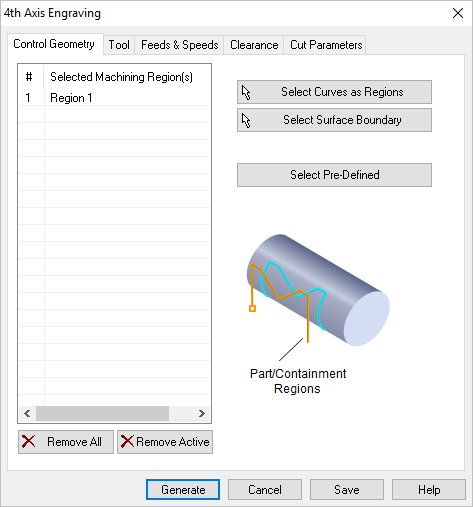 4th Axis Engraving
Control Geometry Tool Feeds & Speeds Clearance Cut Parameters
# Selected Machining Region(s)
1 Region 1
Select Curves as Regions
Select Surface Boundary
Select Pre-Defined
Part/Containment
Regions
Remove All Remove Active
Generate Cancel Save Help